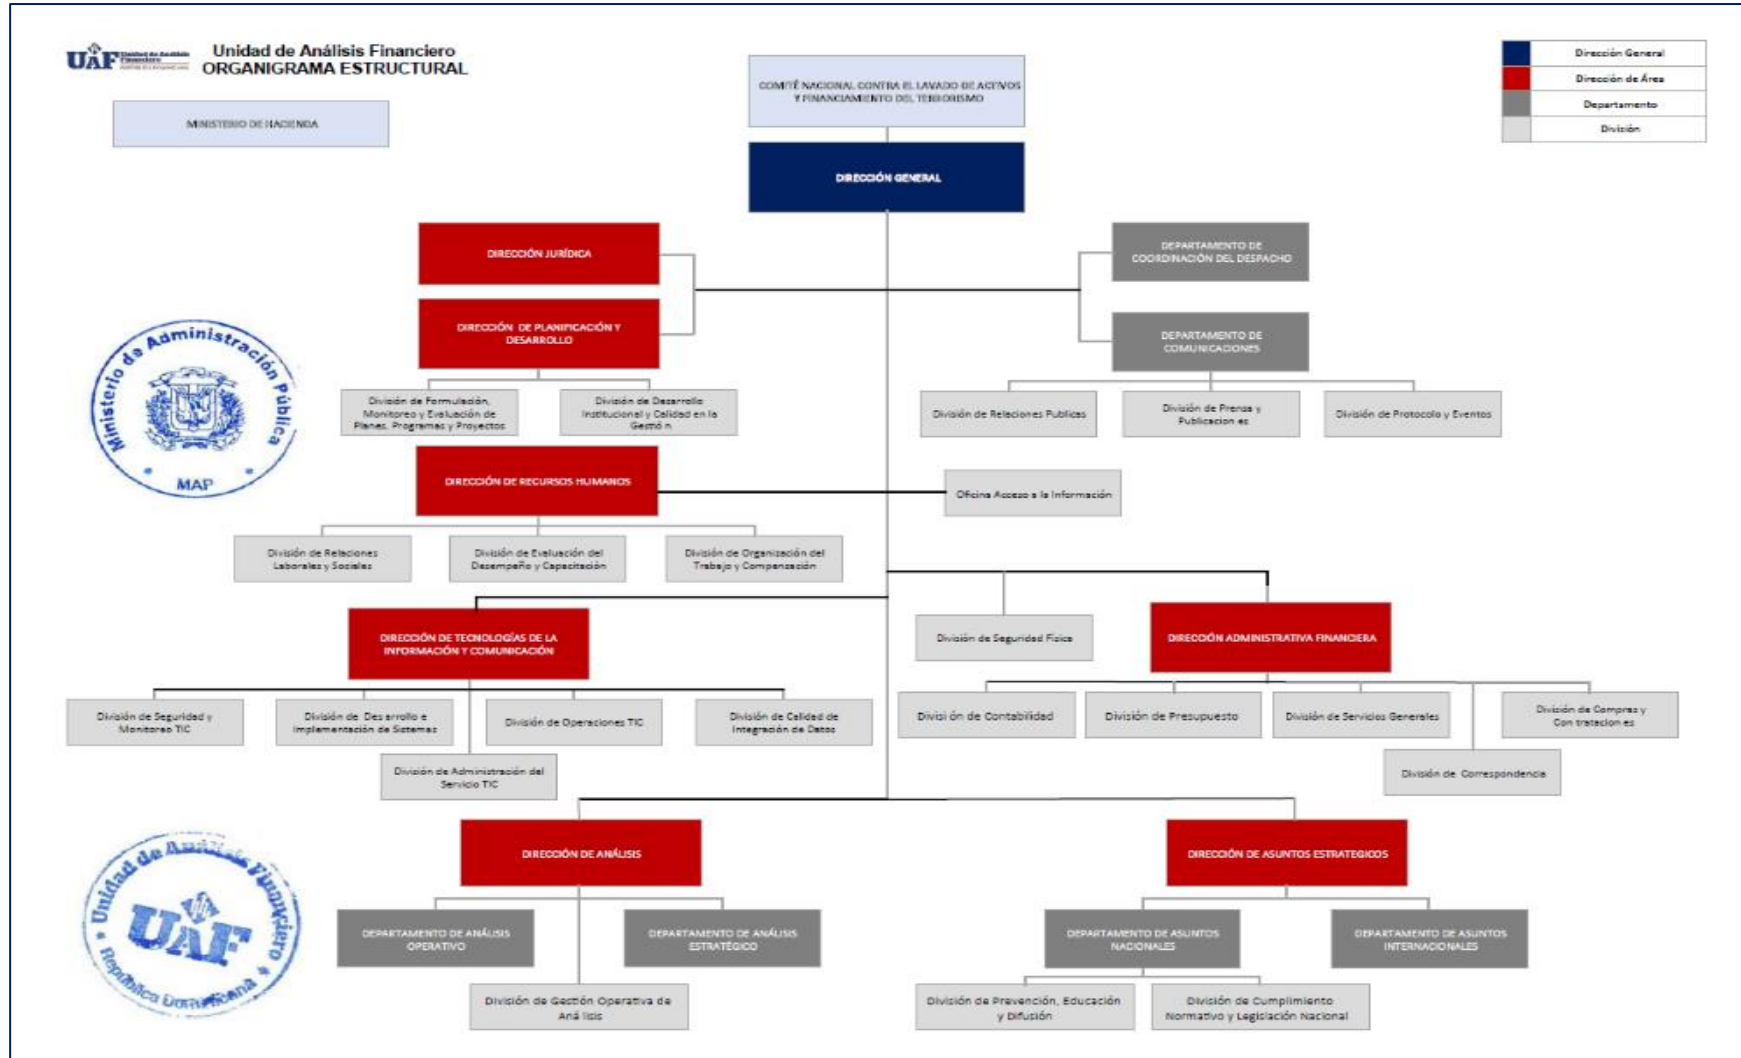 UAF Unidad de Análisis
Financiero
Unidad de Análisis Financiero
ORGANIGRAMA ESTRUCTURAL
MINISTERIO DE HACIENDA
COMITÉ NACIONAL CONTRA EL LAVADO DE ACTIVOS
Y FINANCIAMIENTO DEL TERRORISMO
Dirección General
Dirección de Área
Departamento
División
DIRECCIÓN GENERAL
DIRECCIÓN JURÍDICA
DEPARTAMENTO DE
COORDINACIÓN DEL DESPACHO
DIRECCIÓN DE PLANIFICACIÓN Y
DESARROLLO
DEPARTAMENTO DE
COMUNICACIONES
División de Formulación,
Monitoreo y Evaluación de
Planes, Programas y Proyectos
División de Desarrollo
Institucional y Calidad en la
Gestión
División de Relaciones Publicas
División de Prensa y
Publicaciones
División de Protocolo y Eventos
Ministerio de Administración Pública
MAP
DIRECCIÓN DE RECURSOS HUMANOS
Oficina Acceso a la Información
División de Relaciones
Laborales y Sociales
División de Evaluación del
Desempeño y Capacitación
División de Organización del
Trabajo y Compensación
DIRECCIÓN DE TECNOLOGÍAS DE LA
INFORMACIÓN Y COMUNICACIÓN
División de Seguridad Física
DIRECCIÓN ADMINISTRATIVA FINANCIERA
División de Seguridad y
Monitoreo TIC
División de Desarrollo e
Implementación de Sistemas
División de Operaciones TIC
División de Calidad de
Integración de Datos
División de Administración del
Servicio TIC
División de Contabilidad
División de Presupuesto
División de Servicios Generales
División de Compras y
Contrataciones
División de Correspondencia
DIRECCIÓN DE ANÁLISIS
DIRECCIÓN DE ASUNTOS ESTRATEGICOS
DEPARTAMENTO DE ANÁLISIS
OPERATIVO
DEPARTAMENTO DE ANÁLISIS
ESTRATÉGICO
DEPARTAMENTO DE ASUNTOS
NACIONALES
DEPARTAMENTO DE ASUNTOS
INTERNACIONALES
División de Gestión Operativa de
Análisis
División de Prevención, Educación
y Difusión
División de Cumplimiento
Normativo y Legislación Nacional
Unidad de Análisis Financiero
UAF
República Dominicana